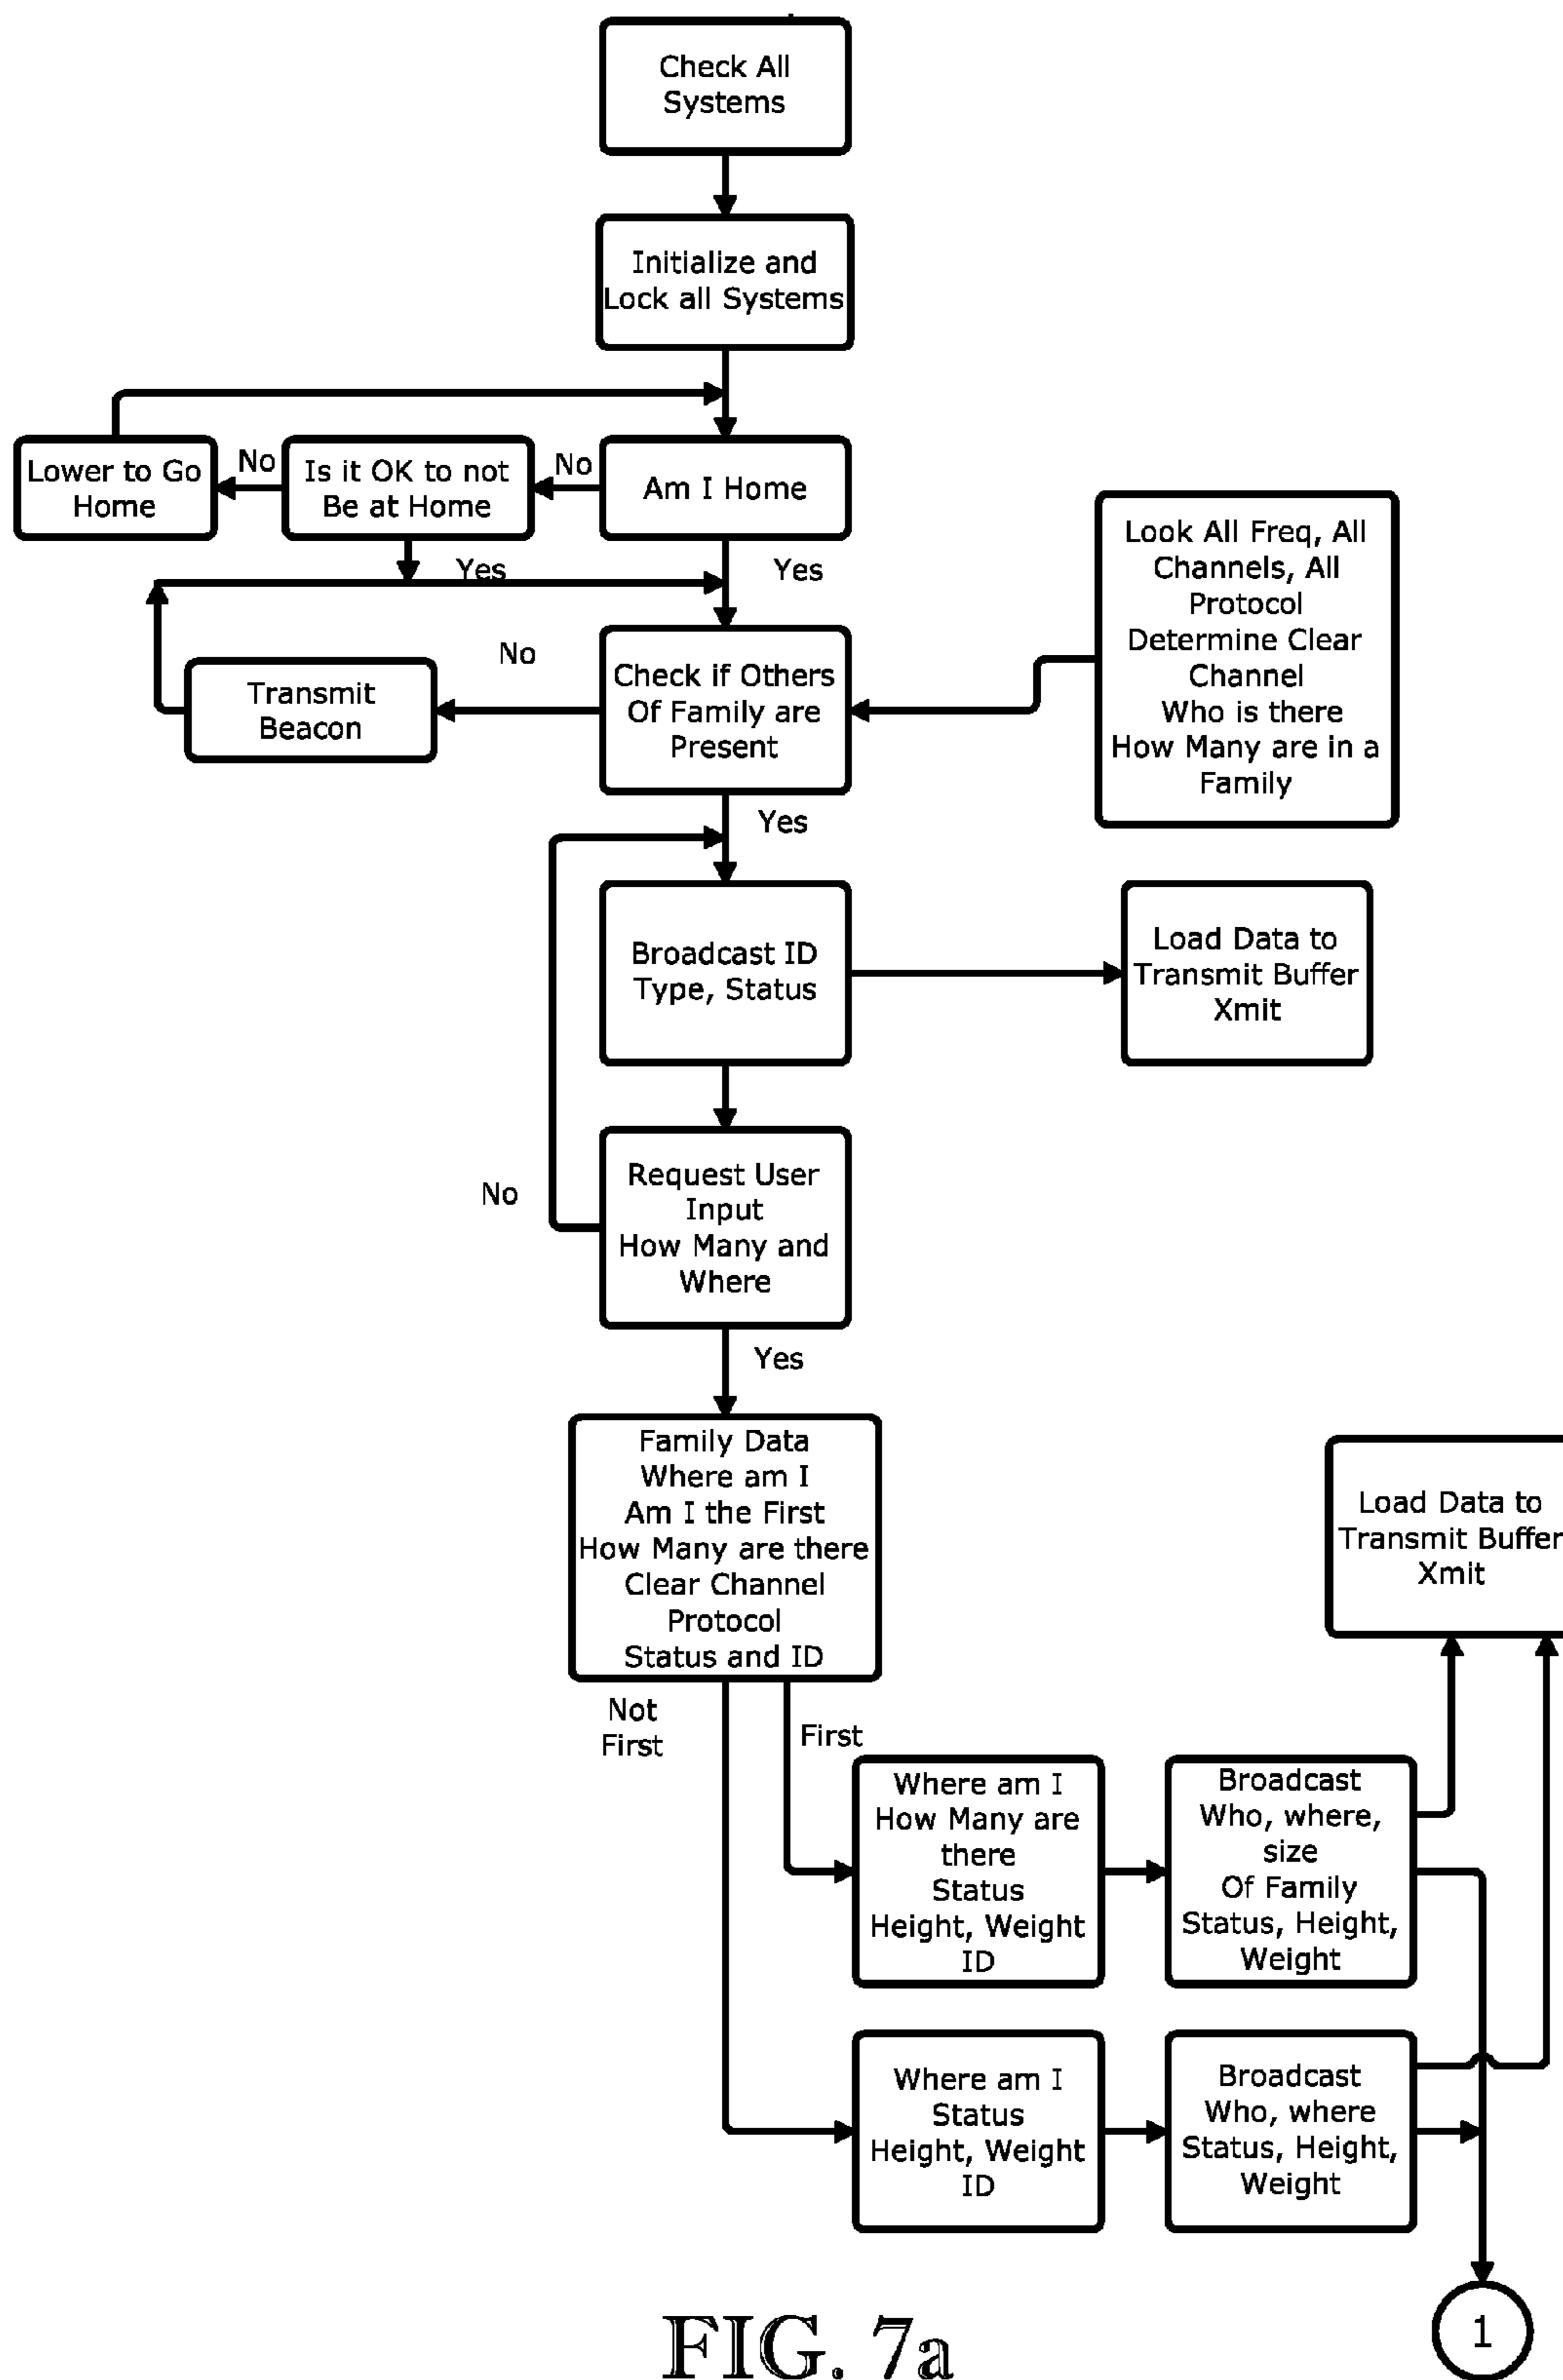 Check All
Systems
Initialize and
Lock all Systems
Lower to Go
Home
No
Is it OK to not
Be at Home
No
Am I Home
Yes
Yes
Look All Freq, All
Channels, All
Protocol
Determine Clear
Channel
Who is there
How Many are in a
Family
No
Transmit
Beacon
Check if Others
Of Family are
Present
Yes
Broadcast ID
Type, Status
Load Data to
Transmit Buffer
Xmit
No
Request User
Input
How Many and
Where
Yes
Family Data
Where am I
Am I the First
How Many are there
Clear Channel
Protocol
Status and ID
Load Data to
Transmit Buffer
Xmit
Not
First
First
Where am I
How Many are
there
Status
Height, Weight
ID
Broadcast
Who, where,
size
Of Family
Status, Height,
Weight
Where am I
Status
Height, Weight
ID
Broadcast
Who, where
Status, Height,
Weight
1
FIG. 7a